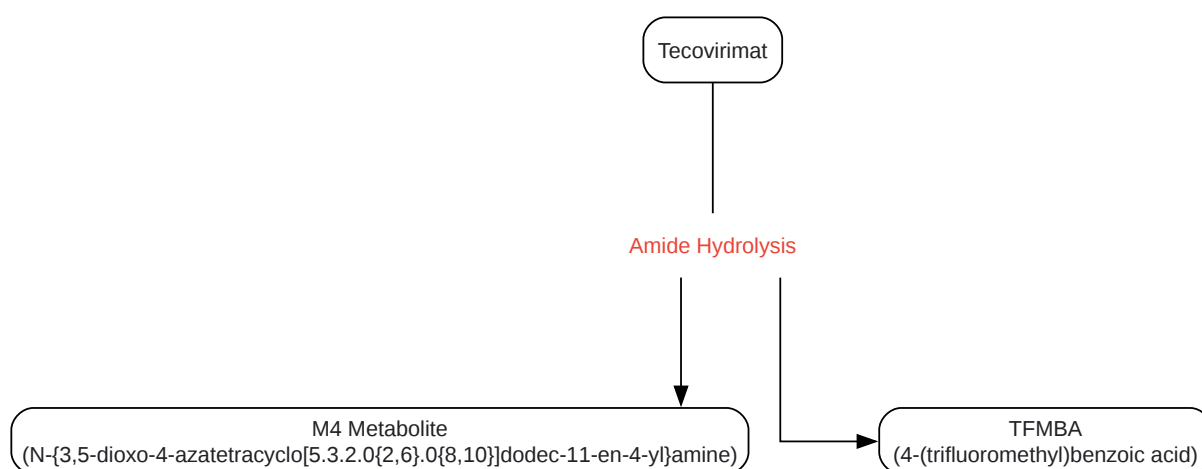 Tecovirimat
Amide Hydrolysis
M4 Metabolite
(N-{3,5-dioxo-4-azatetracyclo[5.3.2.0{2,6}.0{8,10}]dodec-11-en-4-yl}amine)
TFMBA
(4-(trifluoromethyl)benzoic acid)